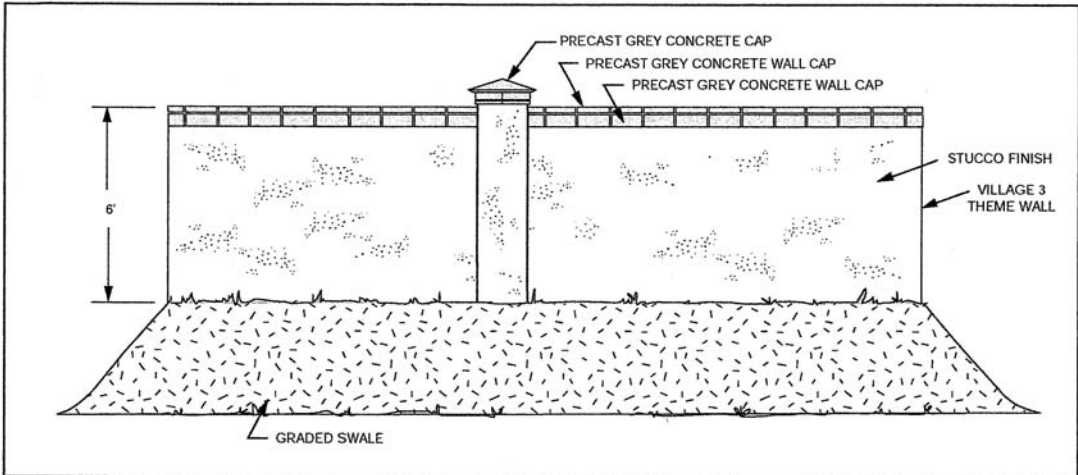 PRECAST GREY CONCRETE CAP
PRECAST GREY CONCRETE WALL CAP
PRECAST GREY CONCRETE WALL CAP
STUCCO FINISH
VILLAGE 3
THEME WALL
6'
GRADED SWALE